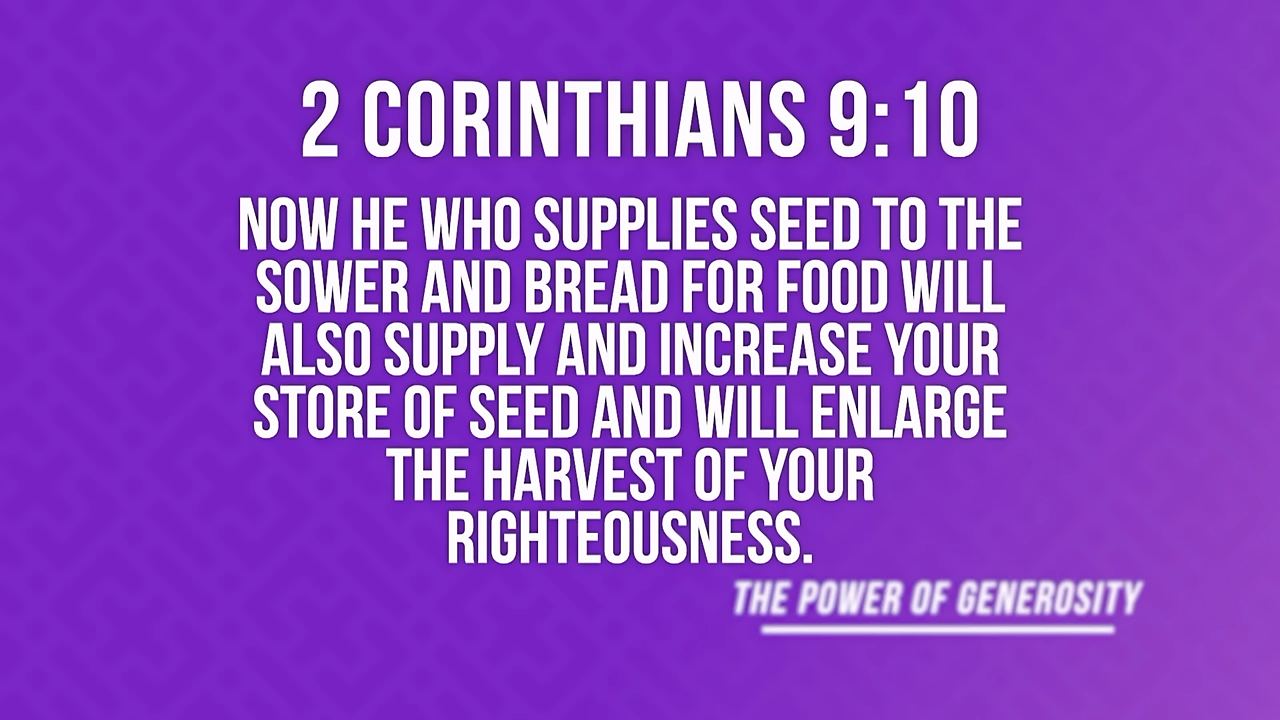 2 CORINTHIANS 9:10
NOW HE WHO SUPPLIES SEED TO THE
SOWER AND BREAD FOR FOOD WILL
ALSO SUPPLY AND INCREASE YOUR
STORE OF SEED AND WILL ENLARGE
THE HARVEST OF YOUR
RIGHTEOUSNESS.
THE POWER OF GENEROSITY